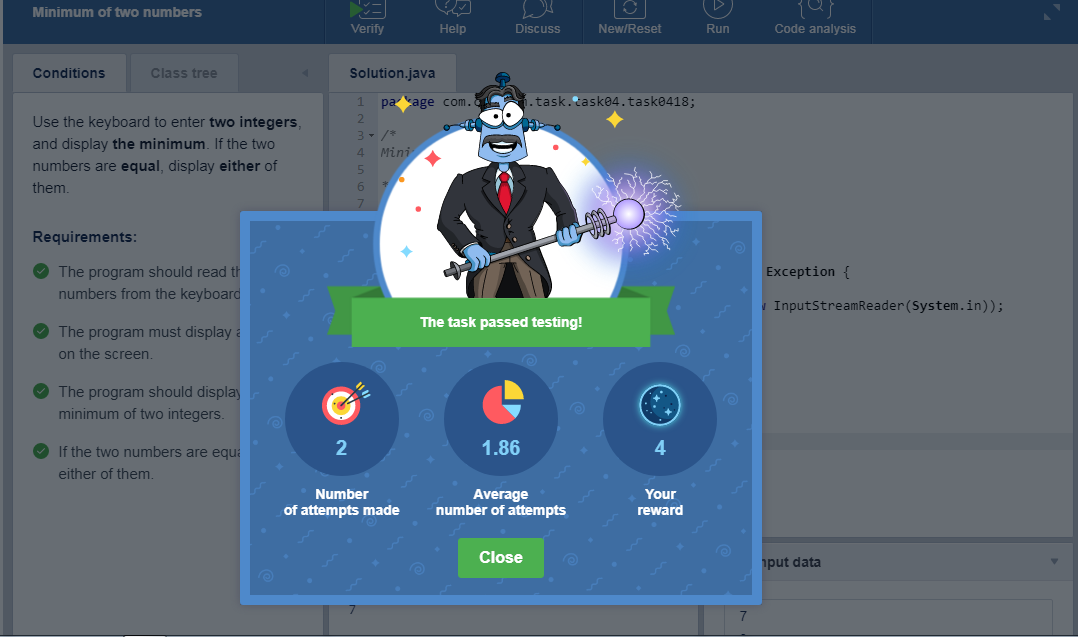 Minimum of two numbers
Verify
Help
Discuss
New/Reset
Run
Code analysis
Conditions
Class tree
Solution.java
Use the keyboard to enter two integers,
and display the minimum. If the two
numbers are equal, display either of
them.
Requirements:
The program should read
numbers from the keyboard
The program must display
on the screen.
The program should display
minimum of two integers.
If the two numbers are
either of them.
1 package com. .task.task04.task0418;
2
3 /*
4
5
6 *
7
Exception {
InputStreamReader(System.in));
The task passed testing!
2
Number
of attempts made
1.86
Average
number of attempts
4
Your
reward
Close
data
7
7